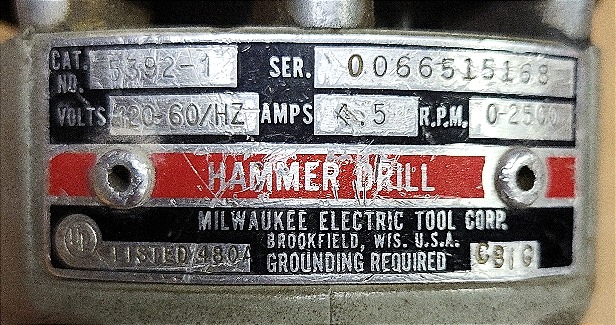 CAT. NO. 5392-1 SER. 0066515168
VOLTS 120-60/HZ AMPS 4.5 R.P.M. 0-2500
HAMMER DRILL
MILWAUKEE ELECTRIC TOOL CORP.
BROOKFIELD, WIS. U.S.A.
UL LISTED 480A GROUNDING REQUIRED